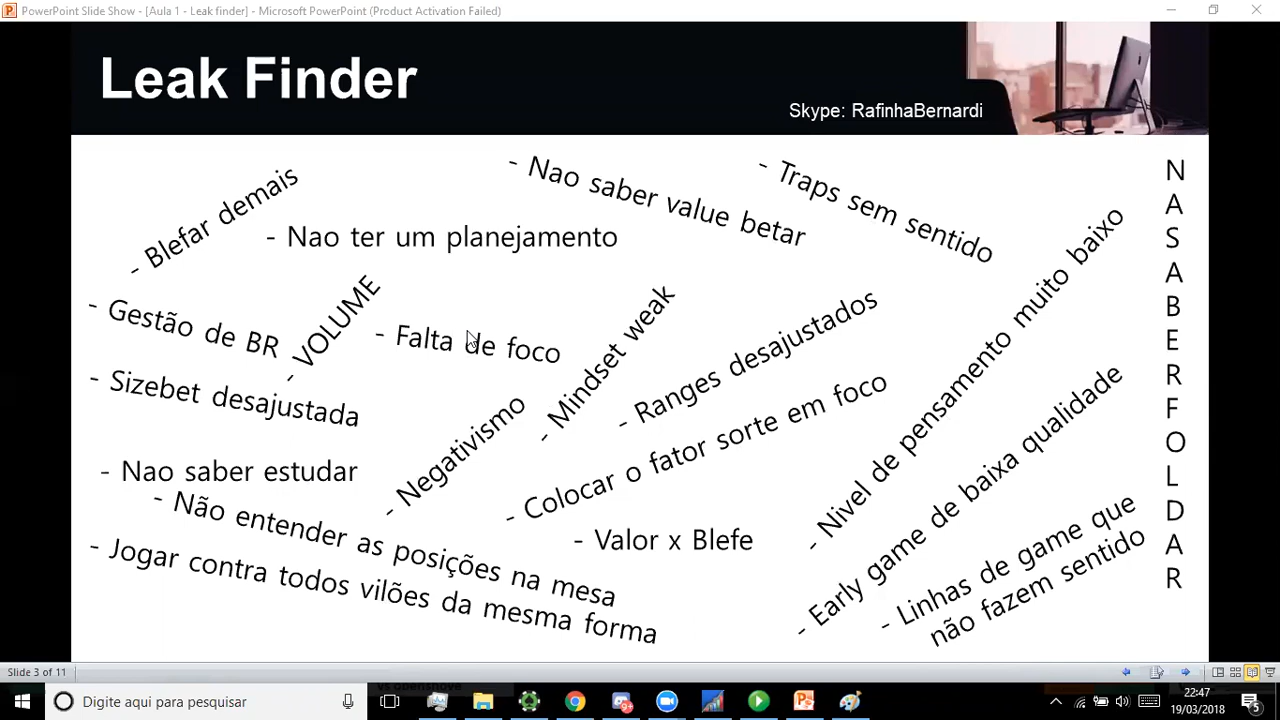 PowerPoint Slide Show - [Aula 1 - Leak finder] - Microsoft PowerPoint (Product Activation Failed)
Leak Finder
Skype: RafinhaBernardi
- Blefar demais
- Nao saber value betar
- Traps sem sentido
- Nao ter um planejamento
- Gestão de BR
- VOLUME
- Falta de foco
- Mindset weak
- Ranges desajustados
- Nivel de pensamento muito baixo
- Sizebet desajustada
- Negativismo
- Colocar o fator sorte em foco
- Nao saber estudar
- Não entender as posições na mesa
- Valor x Blefe
- Early game de baixa qualidade
- Jogar contra todos vilões da mesma forma
- Linhas de game que
não fazem sentido
N
A
S
A
B
E
R
F
O
L
D
A
R
Slide 3 of 11
Digite aqui para pesquisar
22:47
19/03/2018
5